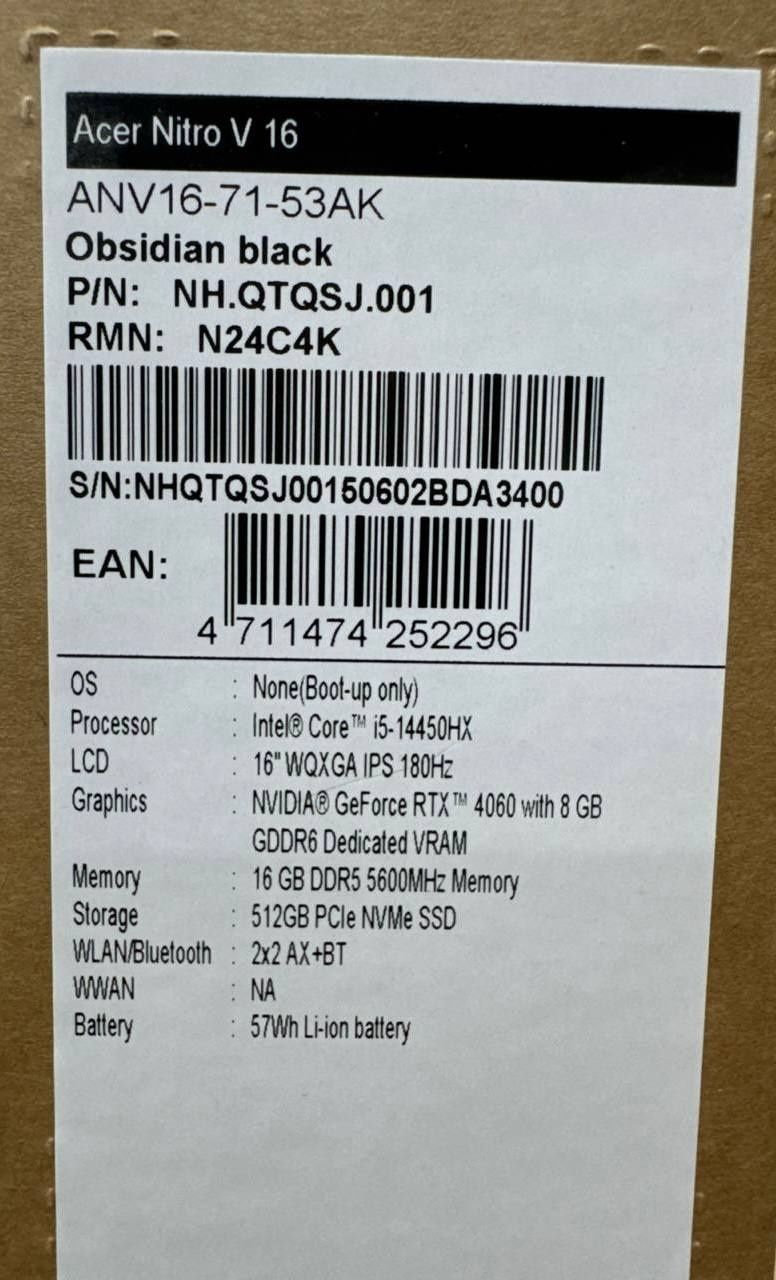 Acer Nitro V 16
ANV16-71-53AK
Obsidian black
P/N: NH.QTQSJ.001
RMN: N24C4K
S/N:NHQTQSJ00150602BDA3400
EAN:
4 711474 252296
OS : None(Boot-up only)
Processor : Intel® Core™ i5-14450HX
LCD : 16" WQXGA IPS 180Hz
Graphics : NVIDIA® GeForce RTX™ 4060 with 8 GB
GDDR6 Dedicated VRAM
Memory : 16 GB DDR5 5600MHz Memory
Storage : 512GB PCIe NVMe SSD
WLAN/Bluetooth : 2x2 AX+BT
WWAN : NA
Battery : 57Wh Li-ion battery